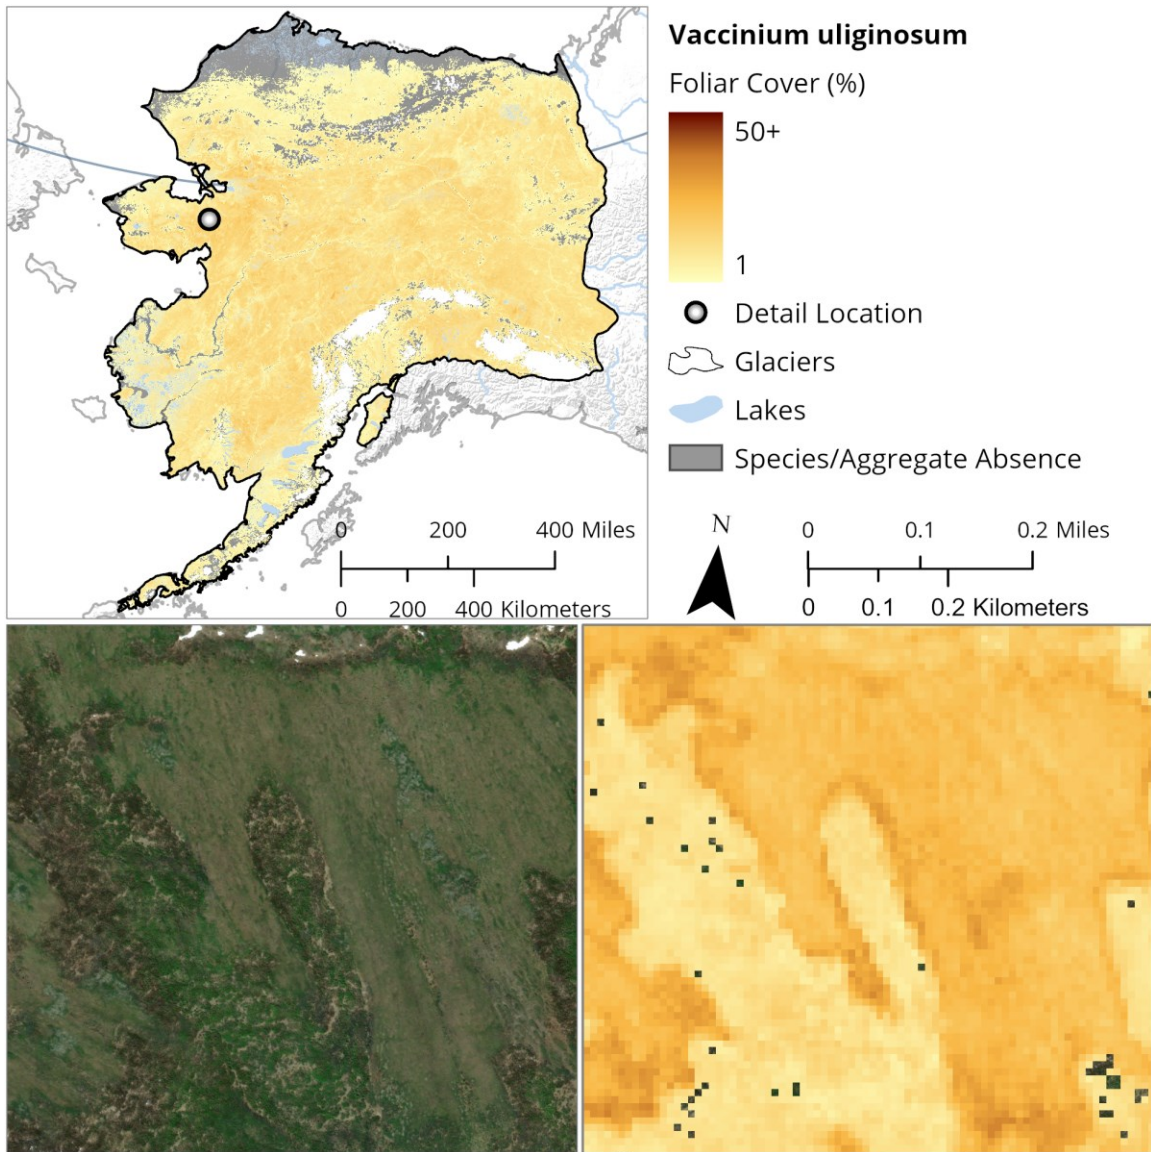 Vaccinium uliginosum
Foliar Cover (%)
50+
1
Detail Location
Glaciers
Lakes
Species/Aggregate Absence
0 200 400 Miles
0 200 400 Kilometers
N
0 0.1 0.2 Miles
0 0.1 0.2 Kilometers